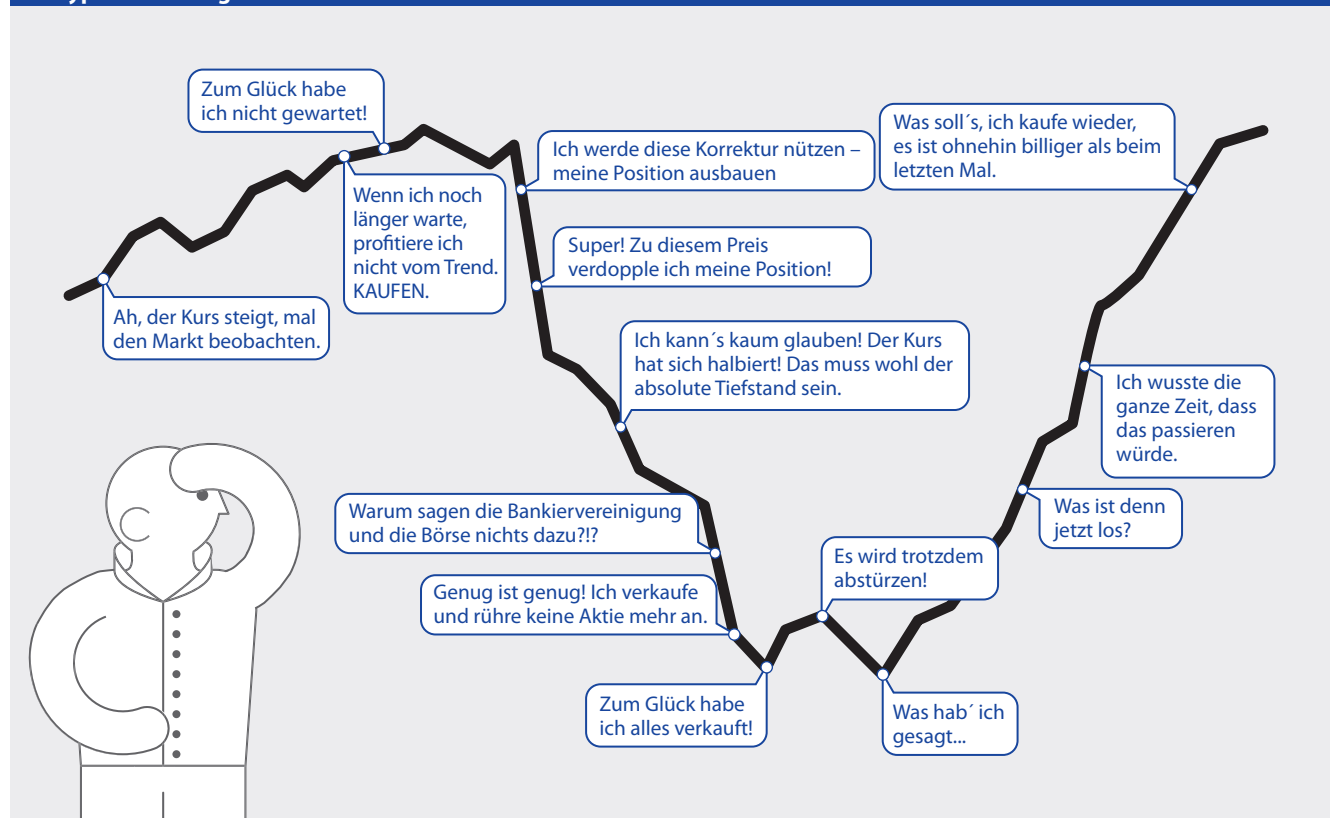 Ah, der Kurs steigt, mal
den Markt beobachten.
Wenn ich noch
länger warte,
profitiere ich
nicht vom Trend.
KAUFEN.
Zum Glück habe
ich nicht gewartet!
Ich werde diese Korrektur nützen –
meine Position ausbauen
Super! Zu diesem Preis
verdopple ich meine Position!
Ich kann´s kaum glauben! Der Kurs
hat sich halbiert! Das muss wohl der
absolute Tiefstand sein.
Warum sagen die Bankiervereinigung
und die Börse nichts dazu?!?
Genug ist genug! Ich verkaufe
und rühre keine Aktie mehr an.
Zum Glück habe
ich alles verkauft!
Es wird trotzdem
abstürzen!
Was hab´ ich
gesagt...
Was ist denn
jetzt los?
Ich wusste die
ganze Zeit, dass
das passieren
würde.
Was soll´s, ich kaufe wieder,
es ist ohnehin billiger als beim
letzten Mal.